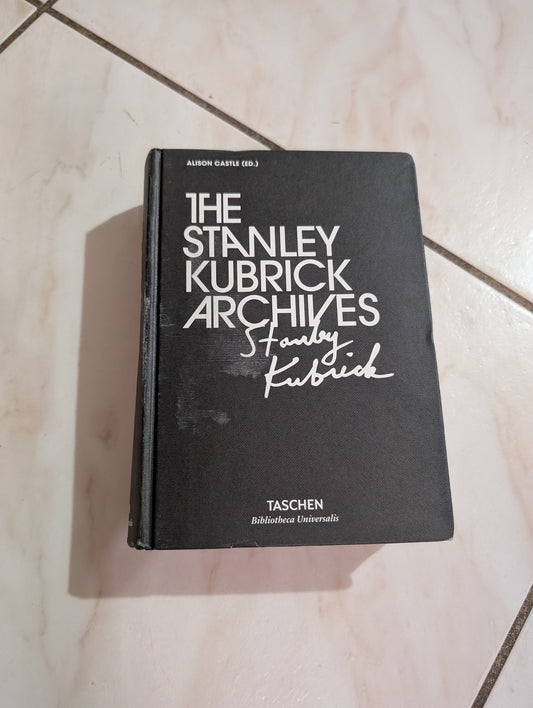 ALISON CASTLE (ED.)
THE
STANLEY
KUBRICK
ARCHIVES
Stanley
Kubrick
TASCHEN
Bibliotheca Universalis